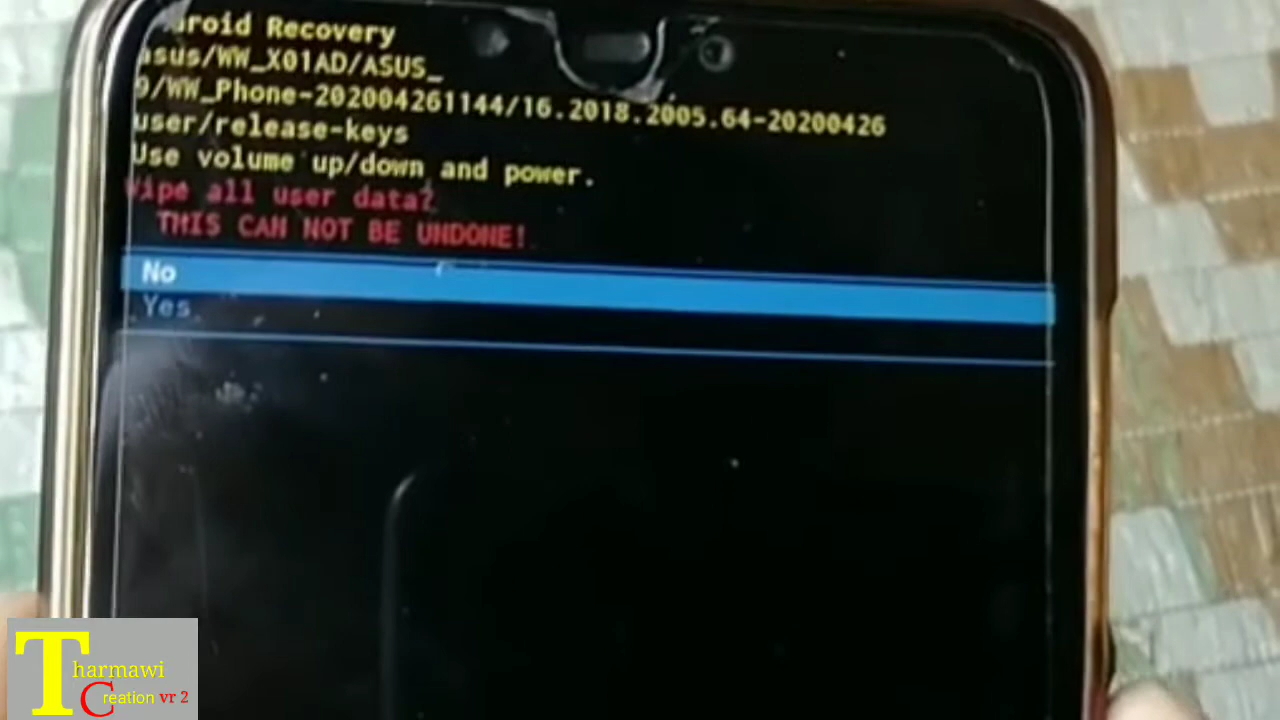 Android Recovery
asus/WW_X01AD/ASUS_
9/WW_Phone-202004261144/16.2018.2005.64-20200426
user/release-keys
Use volume up/down and power.
Wipe all user data?
THIS CAN NOT BE UNDONE!
No
Yes
Tharmawi
Creation vr 2